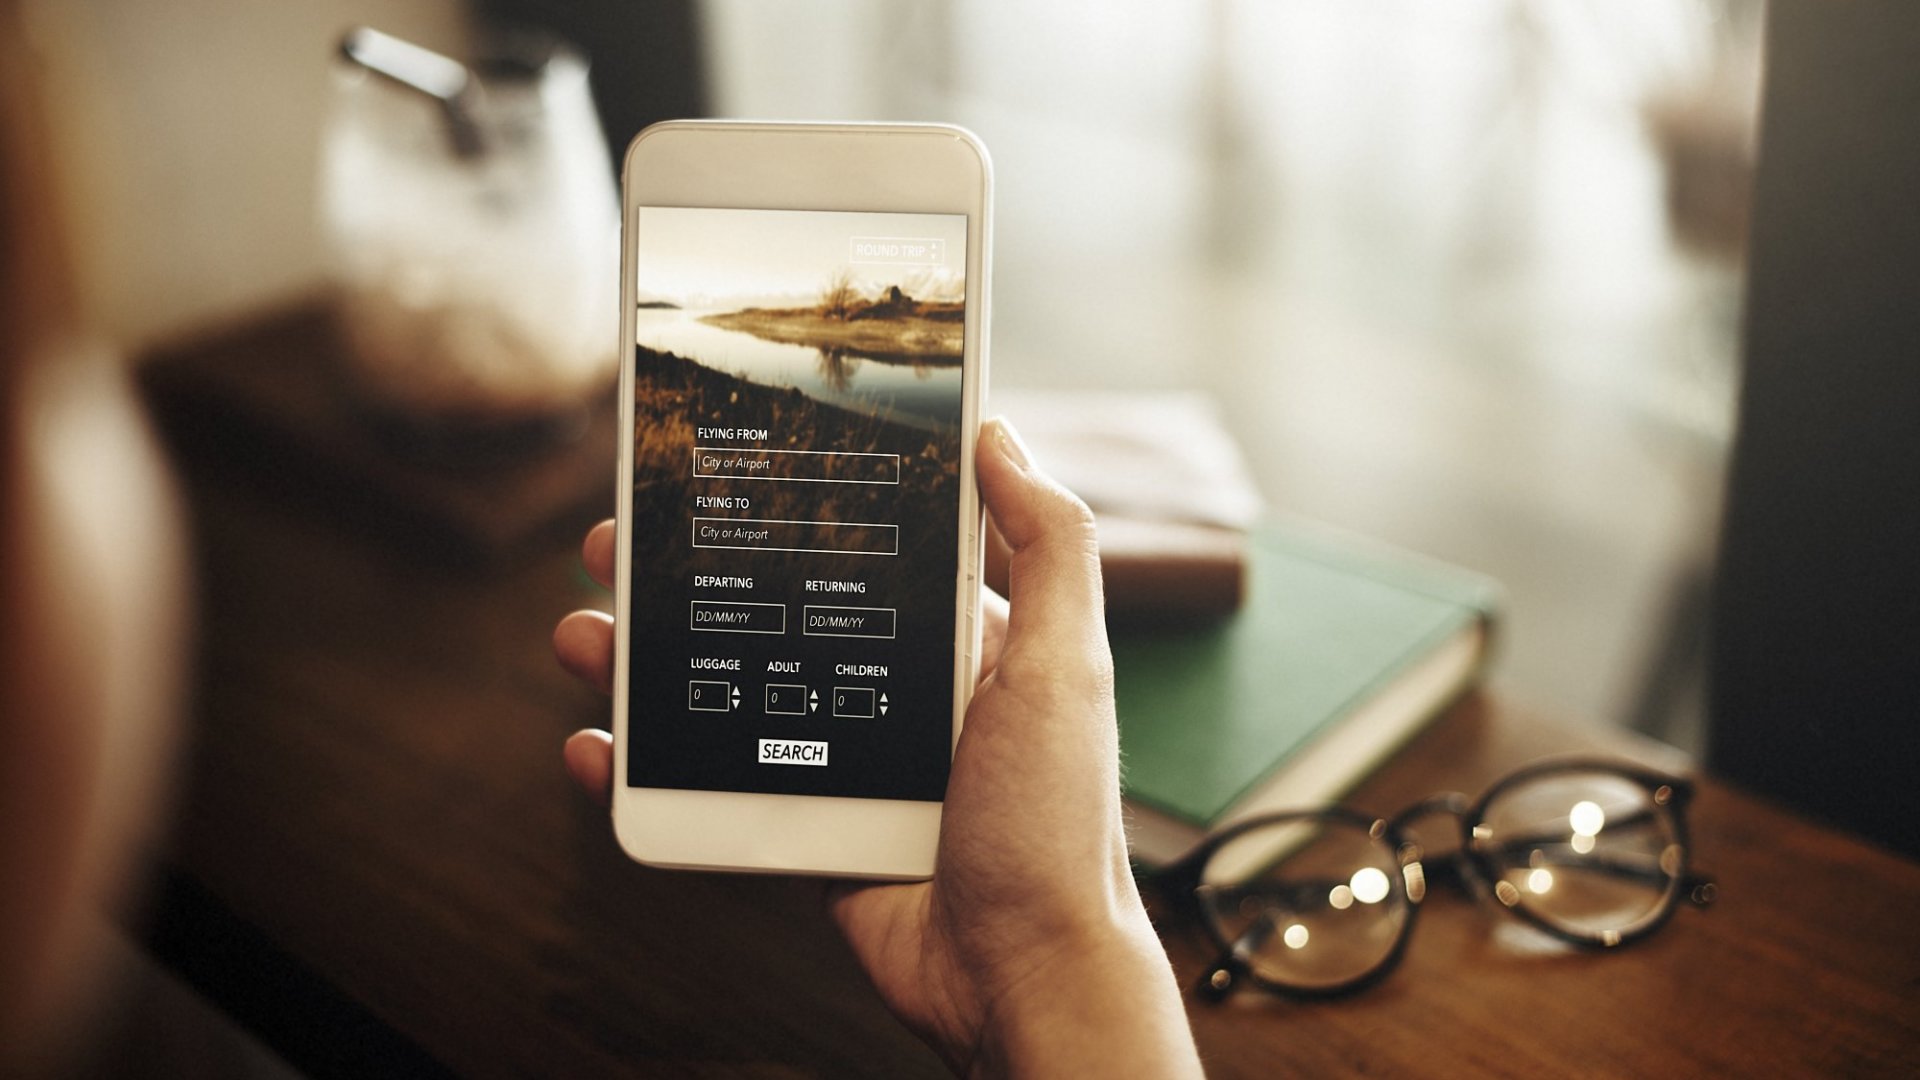 ROUND TRIP
FLYING FROM
City or Airport
FLYING TO
City or Airport
DEPARTING RETURNING
DD/MM/YY DD/MM/YY
LUGGAGE ADULT CHILDREN
0 0 0
SEARCH